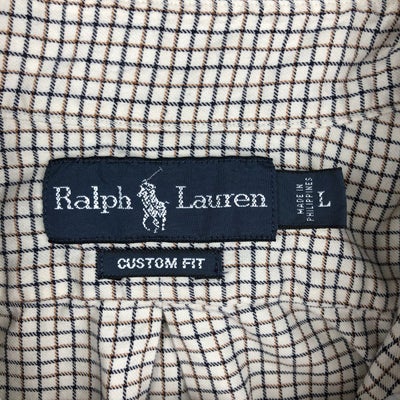 Ralph Lauren
L
MADE IN
PHILIPPINES
CUSTOM FIT